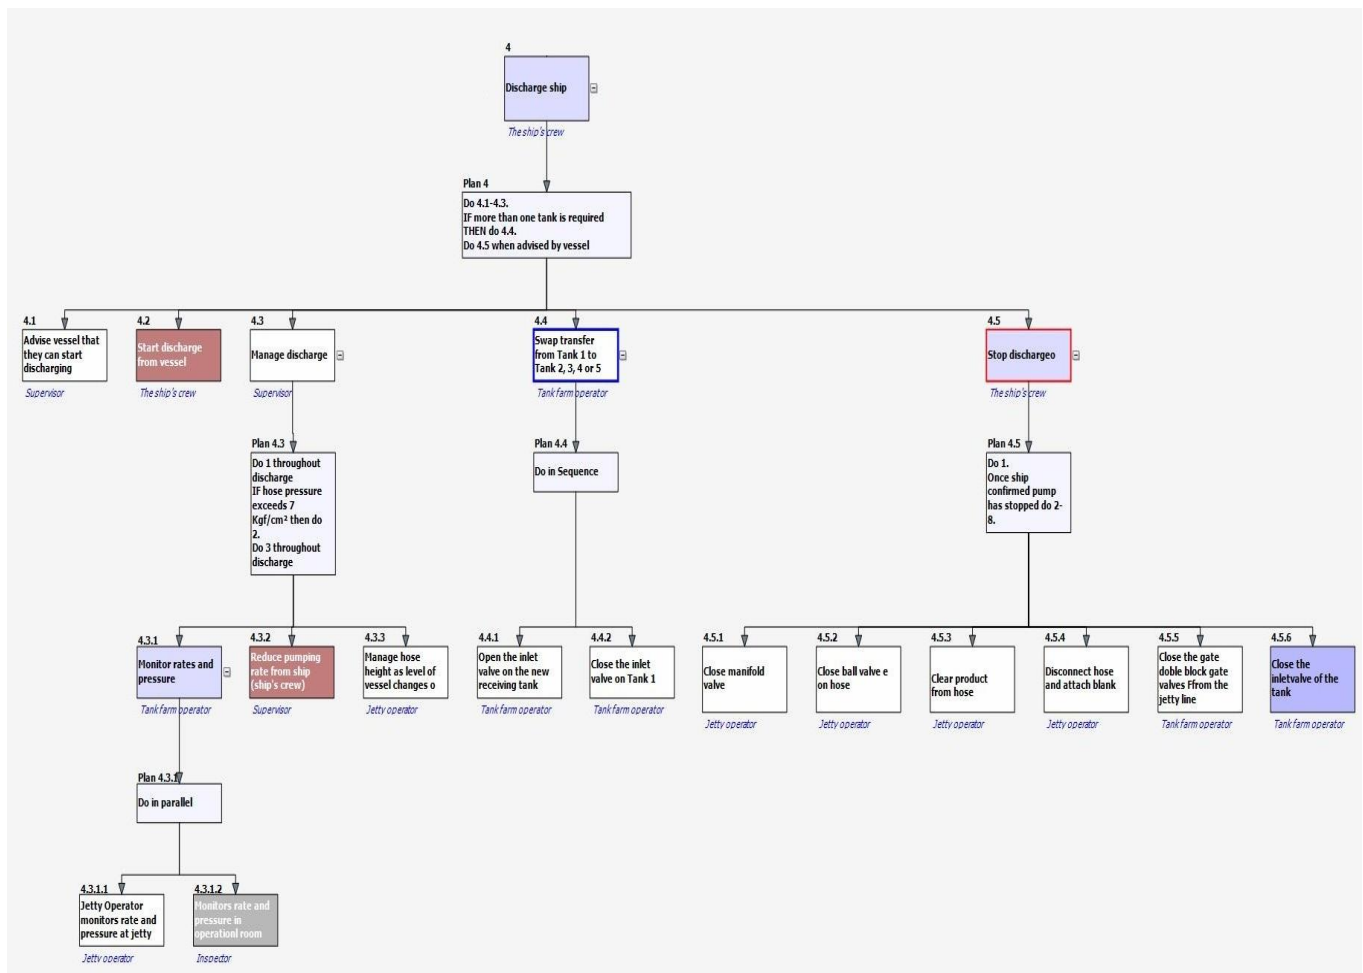 4
Discharge ship
The ship's crew
Plan 4
Do 4.1-4.3.
IF more than one tank is required
THEN do 4.4.
Do 4.5 when advised by vessel
4.1
Advise vessel that
they can start
discharging
Supervisor
4.2
Start discharge
from vessel
The ship's crew
4.3
Manage discharge
Supervisor
4.4
Swap transfer
from Tank 1 to
Tank 2, 3, 4 or 5
Tank farm operator
4.5
Stop dischargeo
The ship's crew
Plan 4.3
Do 1 throughout
discharge
IF hose pressure
exceeds 7
Kgf/cm² then do
2.
Do 3 throughout
discharge
Plan 4.4
Do in Sequence
Plan 4.5
Do 1.
Once ship
confirmed pump
has stopped do 2-
8.
4.3.1
Monitor rates and
pressure
Tank farm operator
4.3.2
Reduce pumping
rate from ship
(ship's crew)
Supervisor
4.3.3
Manage hose
height as level of
vessel changes o
Jetty operator
4.4.1
Open the inlet
valve on the new
receiving tank
Tank farm operator
4.4.2
Close the inlet
valve on Tank 1
Tank farm operator
4.5.1
Close manifold
valve
Jetty operator
4.5.2
Close ball valve e
on hose
Jetty operator
4.5.3
Clear product
from hose
Jetty operator
4.5.4
Disconnect hose
and attach blank
Jetty operator
4.5.5
Close the gate
doble block gate
valves Ffrom the
jetty line
Tank farm operator
4.5.6
Close the
inletvalve of the
tank
Tank farm operator
Plan 4.3.1
Do in parallel
4.3.1.1
Jetty Operator
monitors rate and
pressure at jetty
Jetty operator
4.3.1.2
Monitors rate and
pressure in
operationl room
Inspector